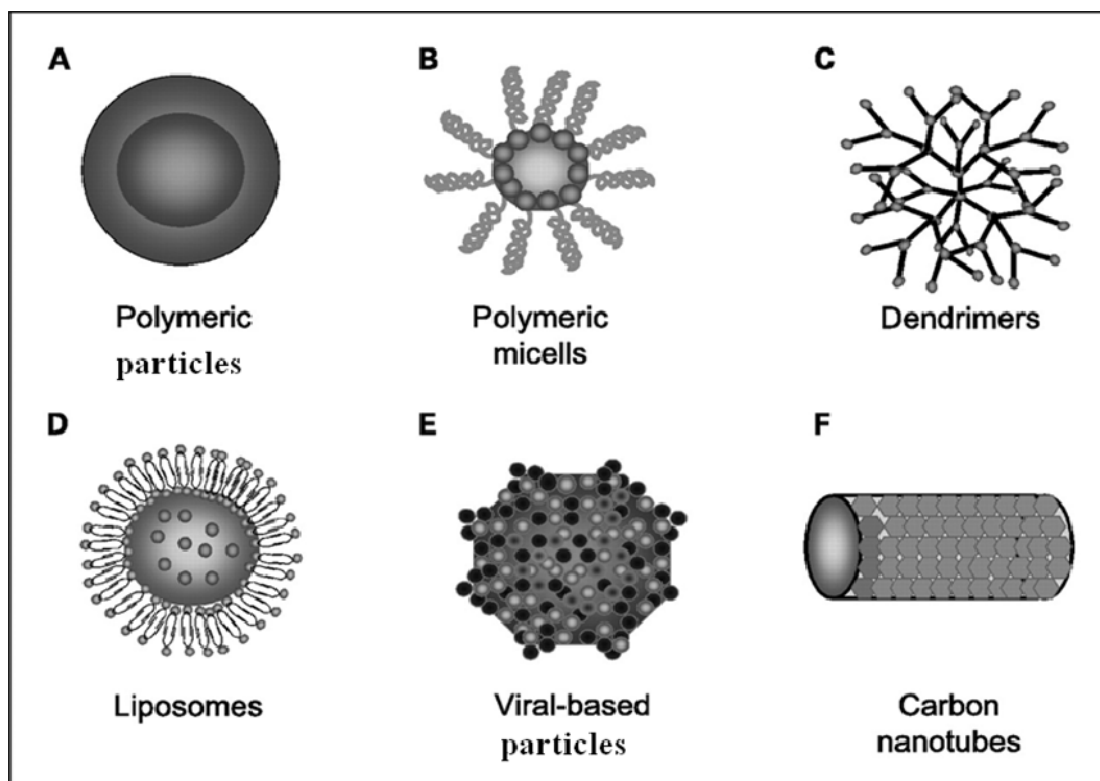 A
B
C
Polymeric
particles
Polymeric
micells
Dendrimers
D
E
F
Liposomes
Viral-based
particles
Carbon
nanotubes